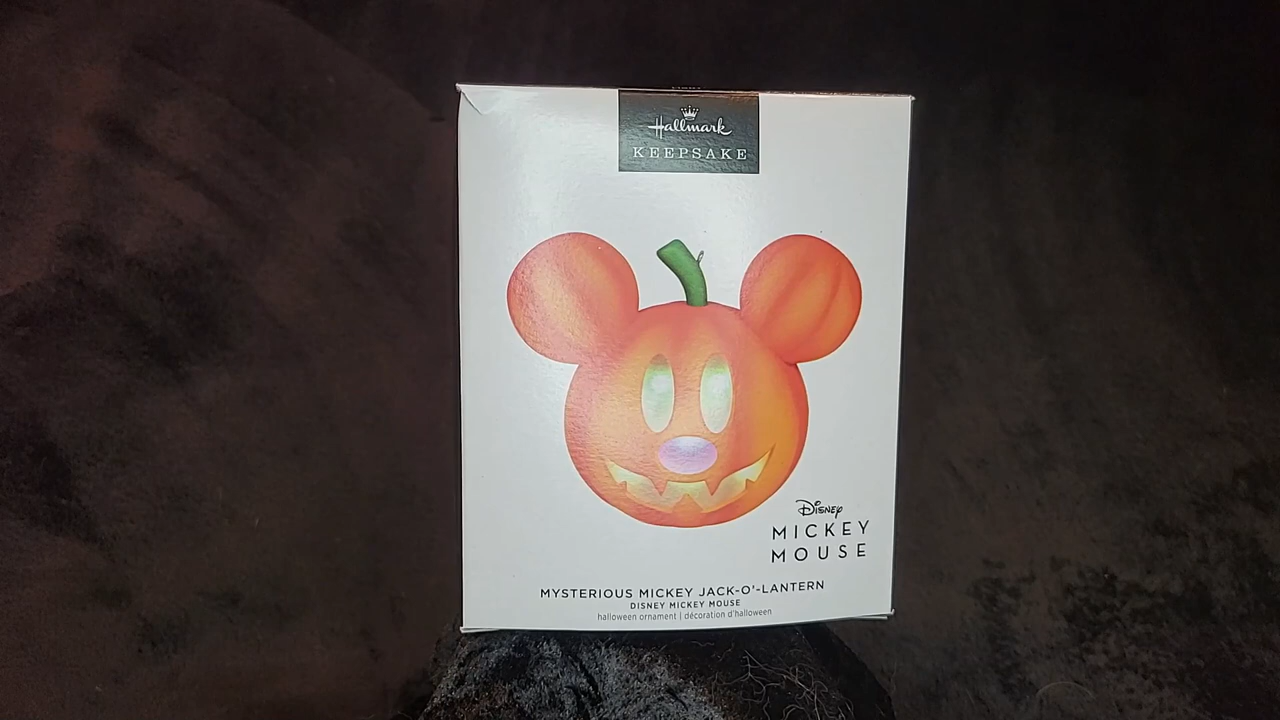 Hallmark
KEEPSAKE
Disney
MICKEY
MOUSE
MYSTERIOUS MICKEY JACK-O'-LANTERN
DISNEY MICKEY MOUSE
halloween ornament | décoration d'halloween